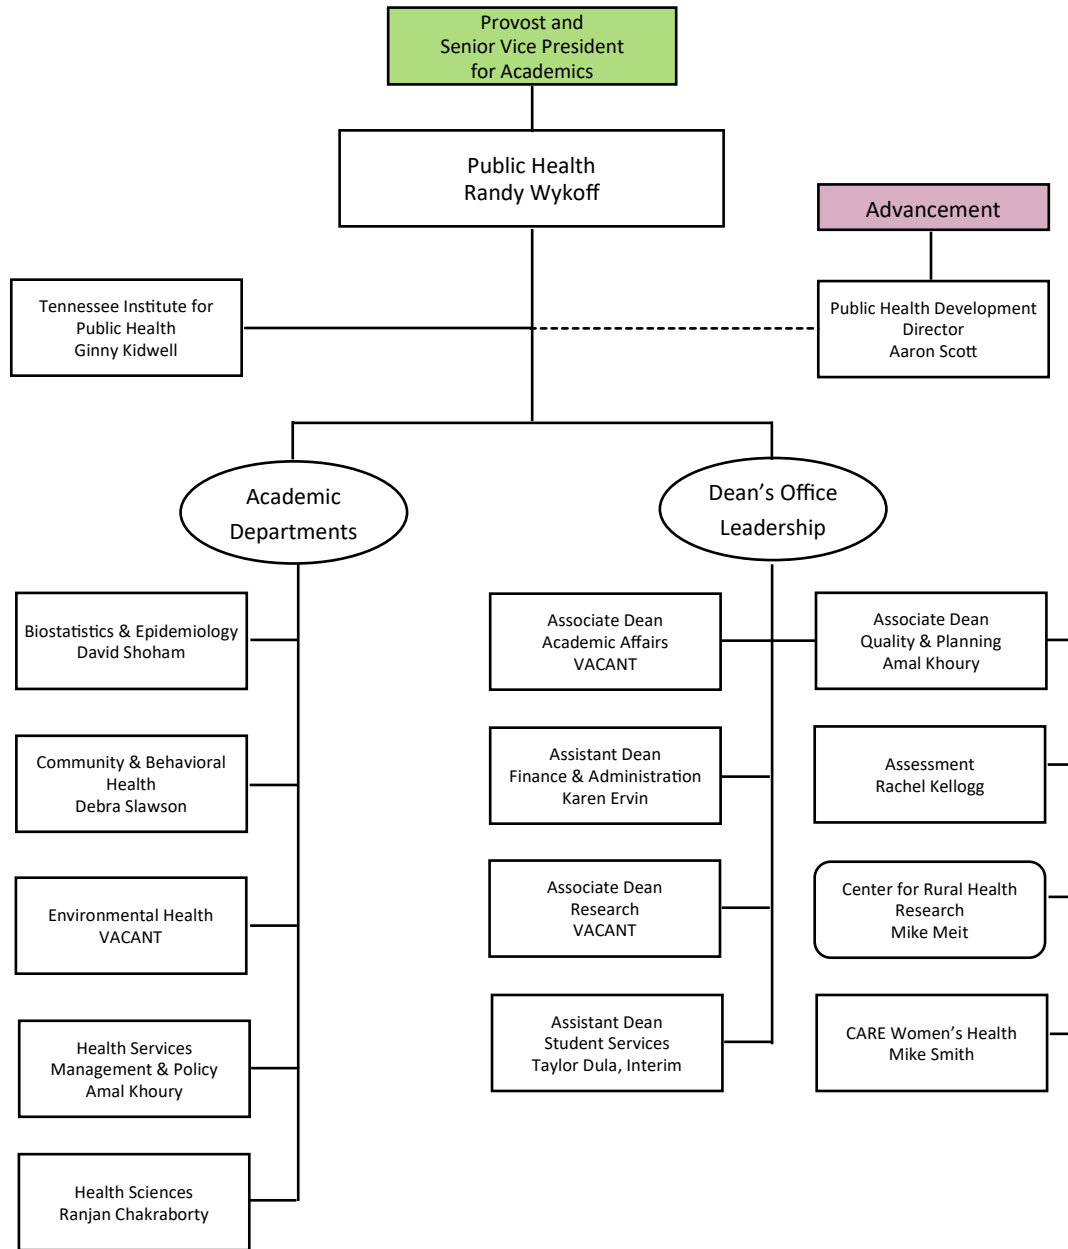 Provost and
Senior Vice President
for Academics
Public Health
Randy Wykoff
Advancement
Tennessee Institute for
Public Health
Ginny Kidwell
Public Health Development
Director
Aaron Scott
Academic
Departments
Dean’s Office
Leadership
Biostatistics & Epidemiology
David Shoham
Community & Behavioral
Health
Debra Slawson
Environmental Health
VACANT
Health Services
Management & Policy
Amal Khoury
Health Sciences
Ranjan Chakraborty
Associate Dean
Academic Affairs
VACANT
Assistant Dean
Finance & Administration
Karen Ervin
Associate Dean
Research
VACANT
Assistant Dean
Student Services
Taylor Dula, Interim
Associate Dean
Quality & Planning
Amal Khoury
Assessment
Rachel Kellogg
Center for Rural Health
Research
Mike Meit
CARE Women’s Health
Mike Smith